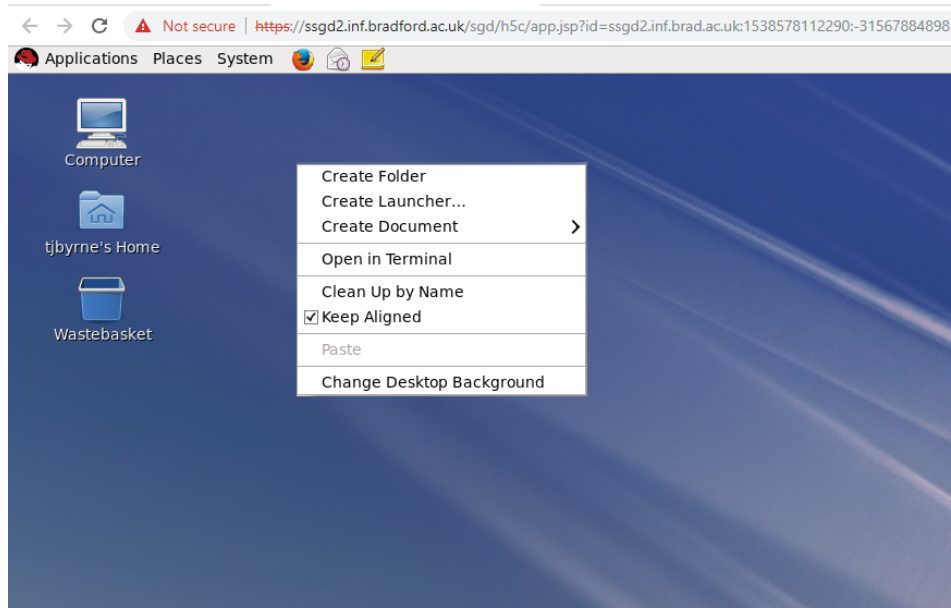 Not secure | https://ssgd2.inf.bradford.ac.uk/sgd/h5c/app.jsp?id=ssgd2.inf.brad.ac.uk:1538578112290:-31567884898
Applications Places System
Computer
tjbyrne's Home
Wastebasket
Create Folder
Create Launcher...
Create Document
Open in Terminal
Clean Up by Name
Keep Aligned
Paste
Change Desktop Background